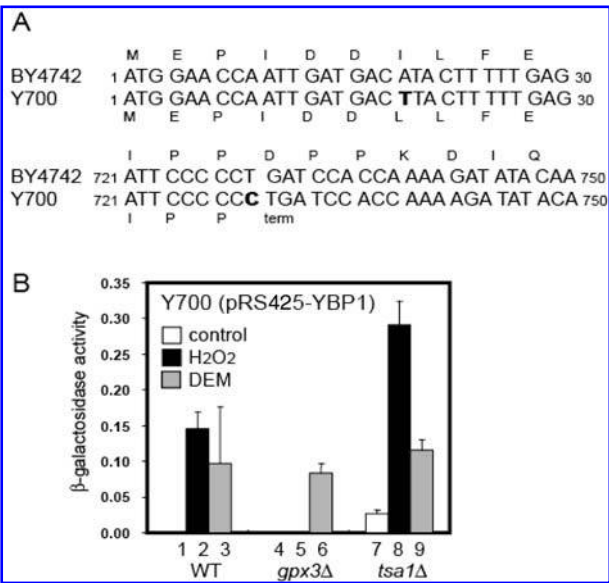 A
M E P I D D I L F E
BY4742 1 ATG GAA CCA ATT GAT GAC ATA CTT TTT GAG 30
Y700 1 ATG GAA CCA ATT GAT GAC TTA CTT TTT GAG 30
M E P I D D L L F E
I P P D P P K D I Q
BY4742 721 ATT CCC CCT GAT CCA CCA AAA GAT ATA CAA 750
Y700 721 ATT CCC CCC TGA TCC ACC AAA AGA TAT ACA 750
I P P term
B
Y700 (pRS425-YBP1)
control
H2O2
DEM
β-galactosidase activity
0.35
0.30
0.25
0.20
0.15
0.10
0.05
0.00
1 2 3 4 5 6 7 8 9
WT gpx3Δ tsa1Δ